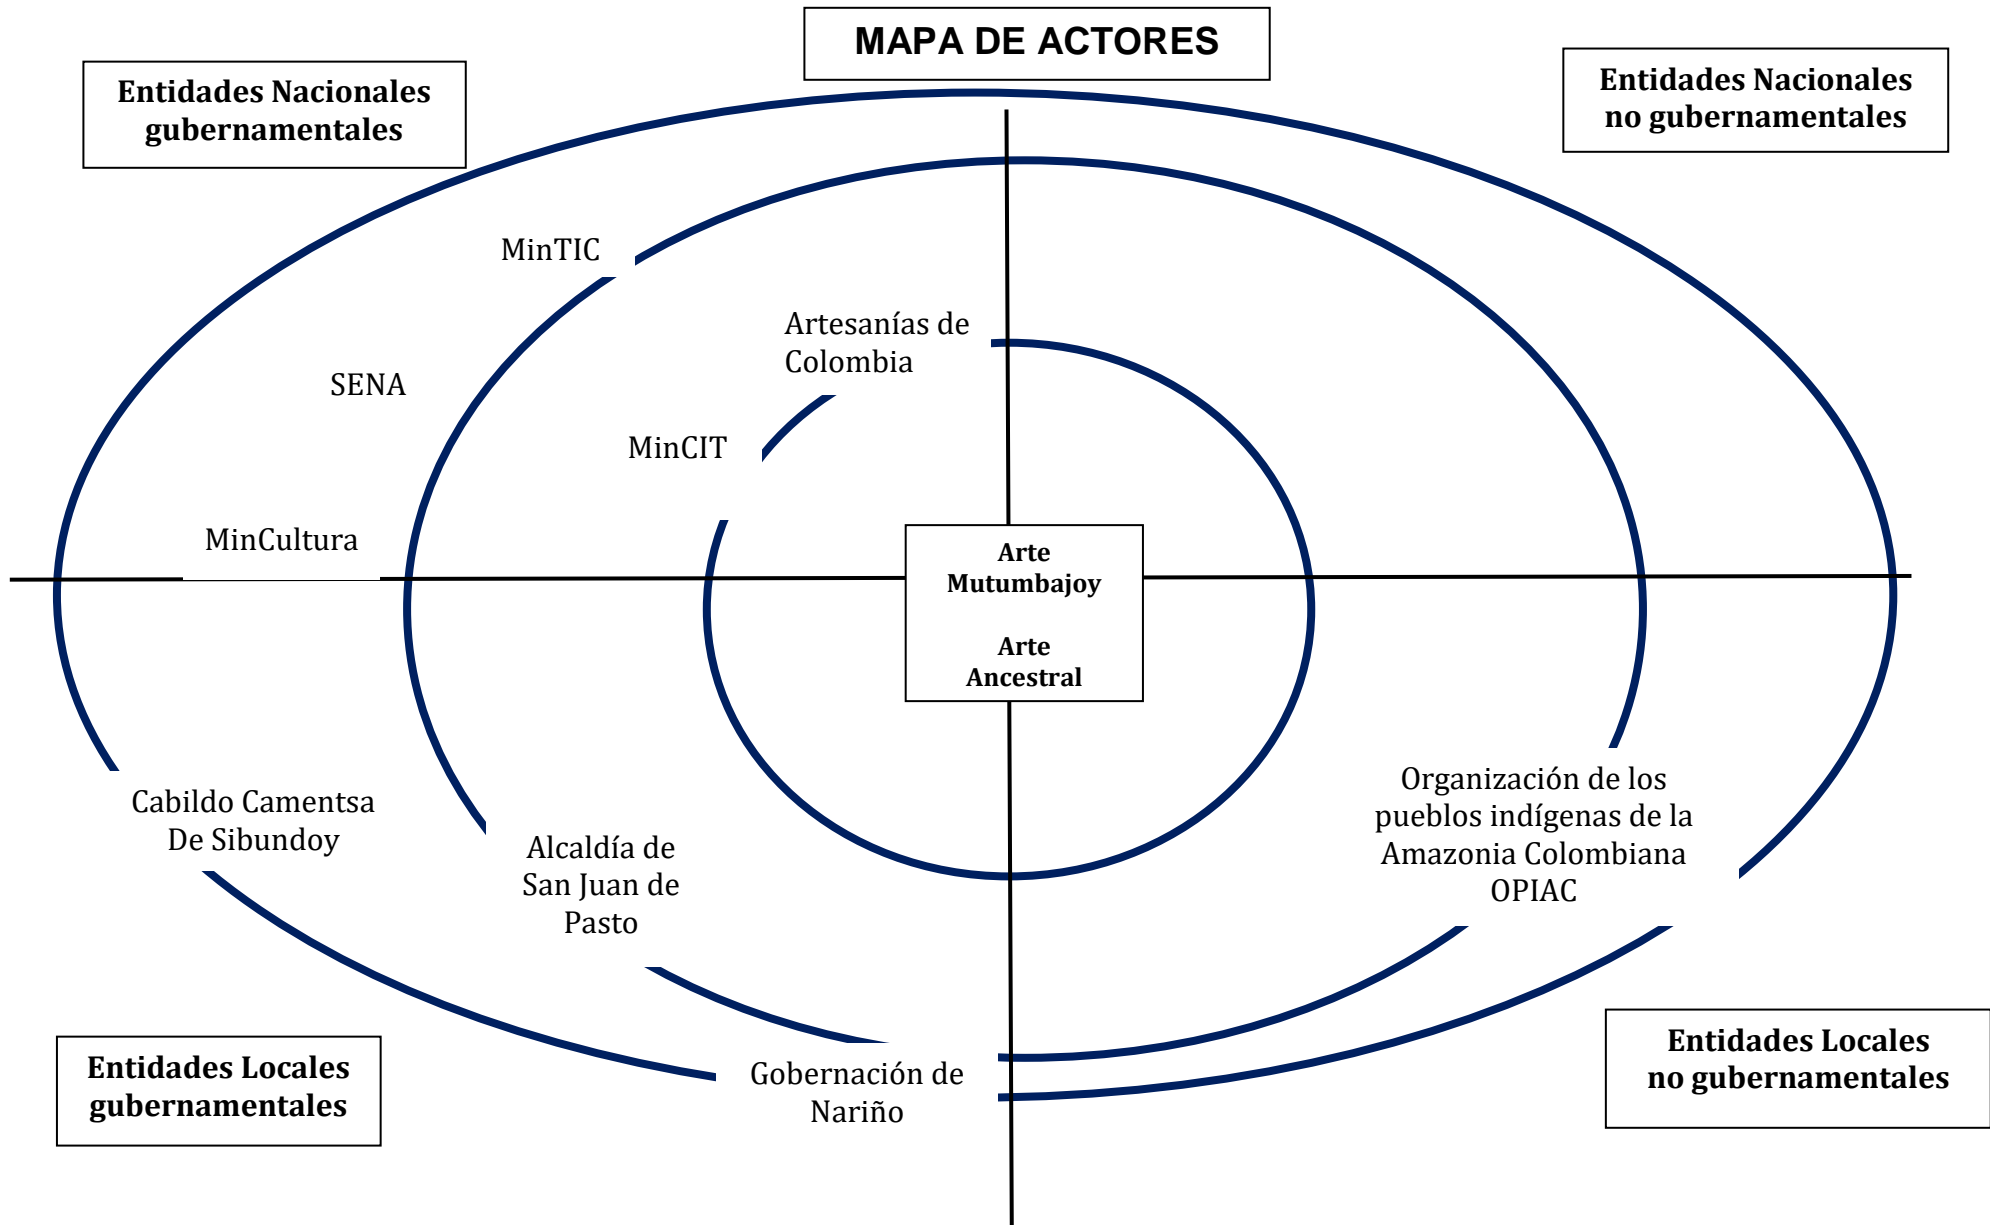 MAPA DE ACTORES
Entidades Nacionales
gubernamentales
Entidades Nacionales
no gubernamentales
MinTIC
Artesanías de
Colombia
SENA
MinCIT
MinCultura
Arte
Mutumbajoy
Arte
Ancestral
Cabildo Camentsa
De Sibundoy
Alcaldía de
San Juan de
Pasto
Organización de los
pueblos indígenas de la
Amazonia Colombiana
OPIAC
Gobernación de
Nariño
Entidades Locales
gubernamentales
Entidades Locales
no gubernamentales